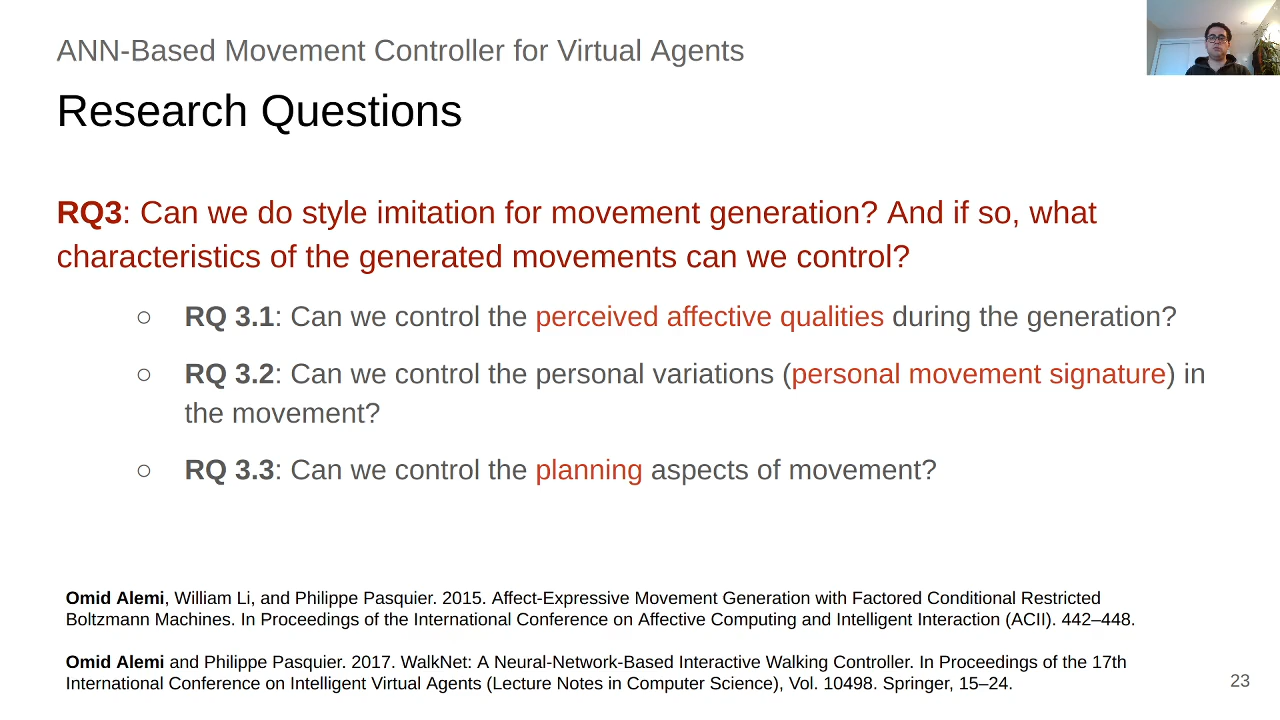 ANN-Based Movement Controller for Virtual Agents
Research Questions
RQ3: Can we do style imitation for movement generation? And if so, what
characteristics of the generated movements can we control?
○ RQ 3.1: Can we control the perceived affective qualities during the generation?
○ RQ 3.2: Can we control the personal variations (personal movement signature) in
the movement?
○ RQ 3.3: Can we control the planning aspects of movement?
Omid Alemi, William Li, and Philippe Pasquier. 2015. Affect-Expressive Movement Generation with Factored Conditional Restricted
Boltzmann Machines. In Proceedings of the International Conference on Affective Computing and Intelligent Interaction (ACII). 442–448.
Omid Alemi and Philippe Pasquier. 2017. WalkNet: A Neural-Network-Based Interactive Walking Controller. In Proceedings of the 17th
International Conference on Intelligent Virtual Agents (Lecture Notes in Computer Science), Vol. 10498. Springer, 15–24.
23